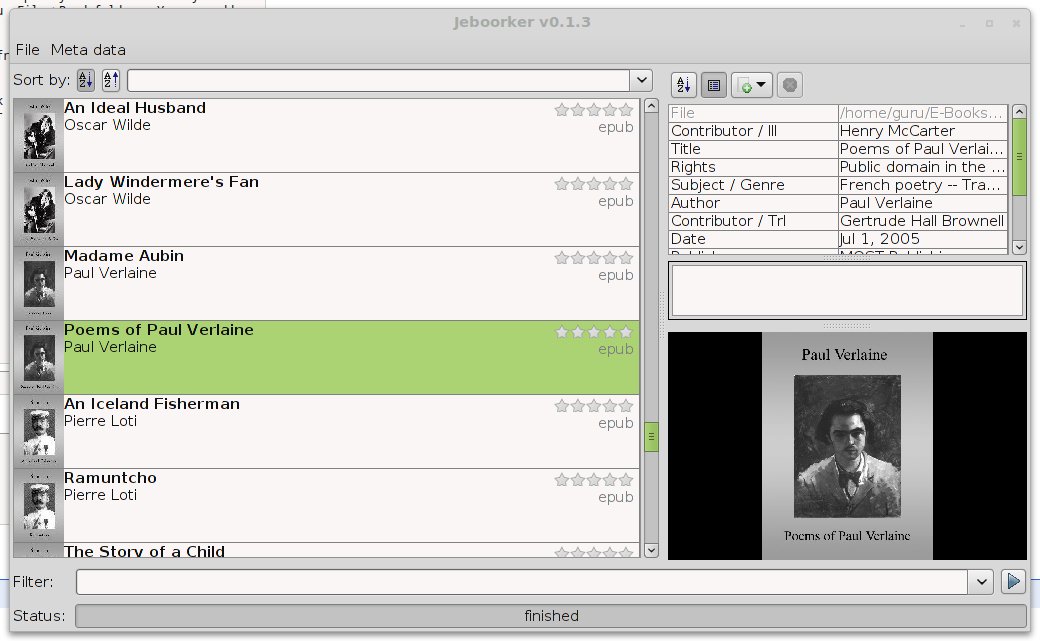 Jeboorker v0.1.3
File Meta data
Sort by:
An Ideal Husband
Oscar Wilde
epub
Lady Windermere's Fan
Oscar Wilde
epub
Madame Aubin
Paul Verlaine
epub
Poems of Paul Verlaine
Paul Verlaine
epub
An Iceland Fisherman
Pierre Loti
epub
Ramuntcho
Pierre Loti
epub
The Story of a Child
File /home/guru/E-Books...
Contributor / Ill Henry McCarter
Title Poems of Paul Verlai...
Rights Public domain in the ...
Subject / Genre French poetry -- Tra...
Author Paul Verlaine
Contributor / Trl Gertrude Hall Brownell
Date Jul 1, 2005
Paul Verlaine
Poems of Paul Verlaine
Filter:
Status: finished